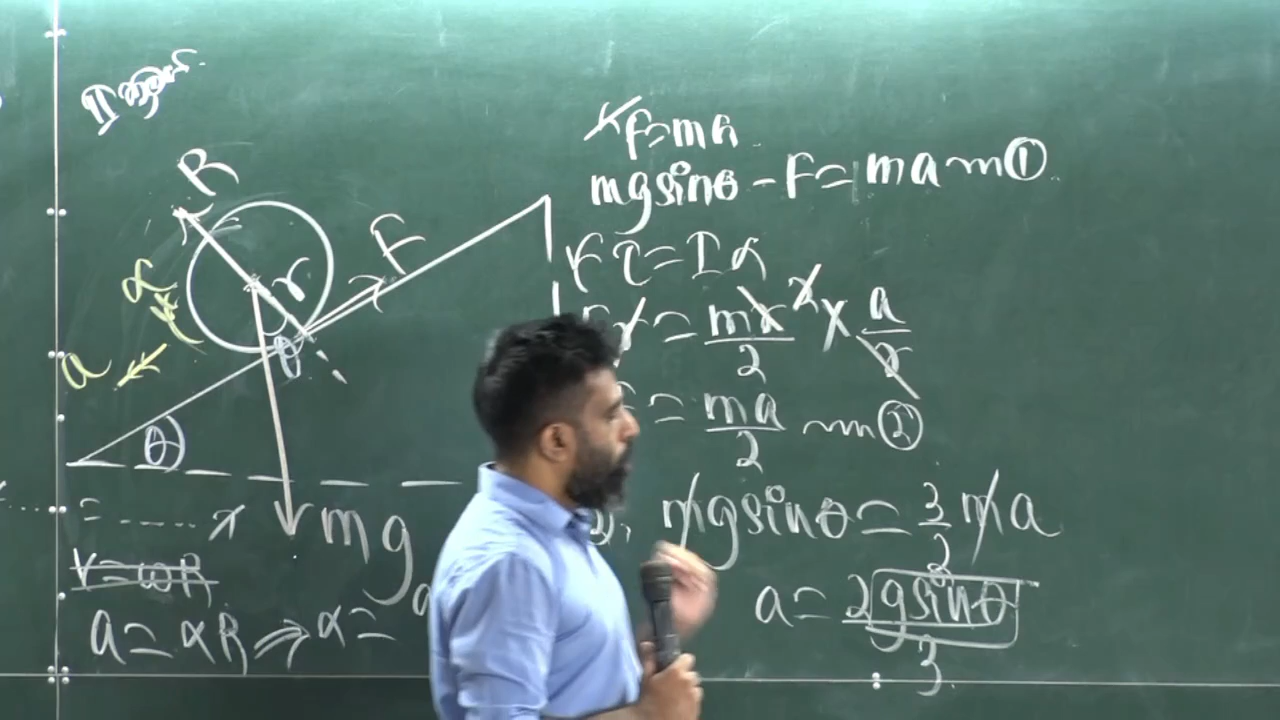 R
F
r
α
a
θ
θ
mg
V=ωR
a=αR⇒α=
F=ma
mgsinθ-F=ma ①
τ=Iα
=mr²/2×a/r
=ma/2 ②
mgsinθ=3/2 ma
a=2gsinθ/3